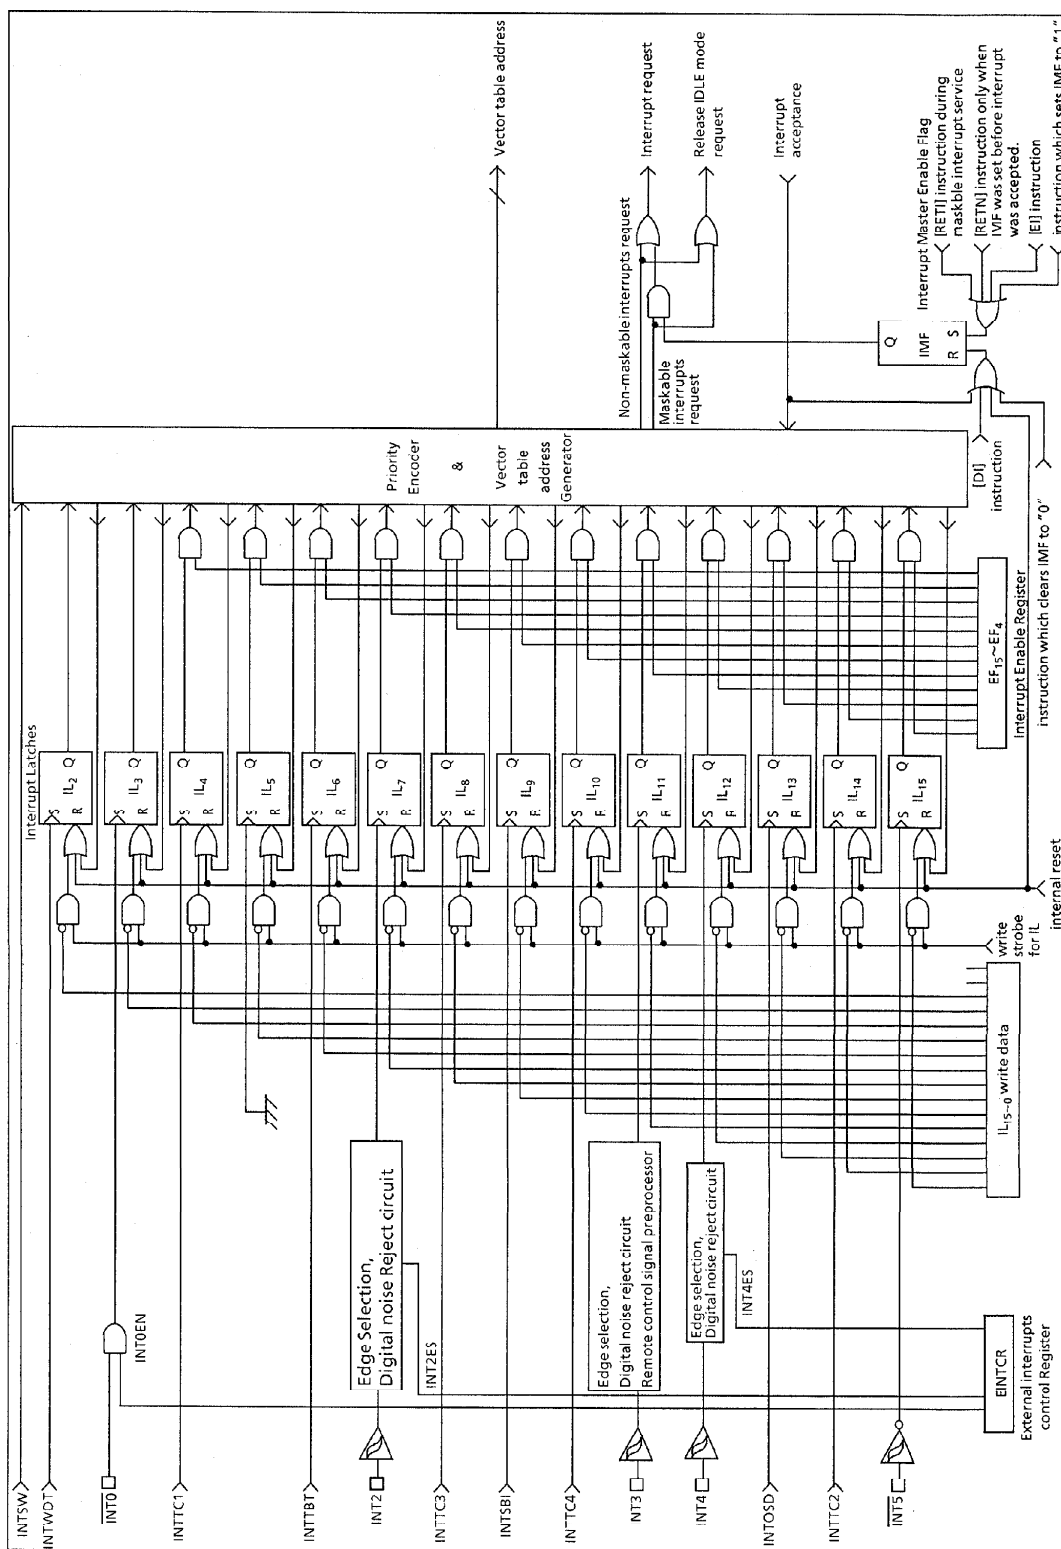 INTSW
INTWDT
INT0
INTTC1
INTTBT
INT2
INTTC3
INTSBI
INTTC4
NT3
INT4
INTOSD
INTTC2
INT5
INT0EN
Edge Selection,
Digital noise Reject circuit
INT2ES
Edge selection,
Digital noise reject circuit
Remote control signal preprocessor
Edge selection,
Digital noise reject circuit
INT4ES
EINTCR
External interrupts
control Register
IL15~0 write data
write
strobe
for IL
internal reset
Interrupt Latches
S IL2 Q
R
S IL3 Q
R
S IL4 Q
R
S IL5 Q
R
S IL6 Q
R
S IL7 Q
R
S IL8 Q
R
S IL9 Q
R
S IL10 Q
R
S IL11 Q
R
S IL12 Q
R
S IL13 Q
R
S IL14 Q
R
S IL15 Q
R
EF15~EF4
Interrupt Enable Register
instruction which clears IMF to "0"
Priority
Encoder
&
Vector
table
address
Generator
[DI]
instruction
Vector table address
Non-maskable interrupts request
Maskable
interrupts
request
Interrupt request
Release IDLE mode
request
Interrupt
acceptance
Q
IMF
R S
Interrupt Master Enable Flag
[RETI] instruction during
naskble interrupt service
[RETN] instruction only when
IMF was set before interrupt
was accepted.
[EI] instruction
instruction which sets IMF to "1"